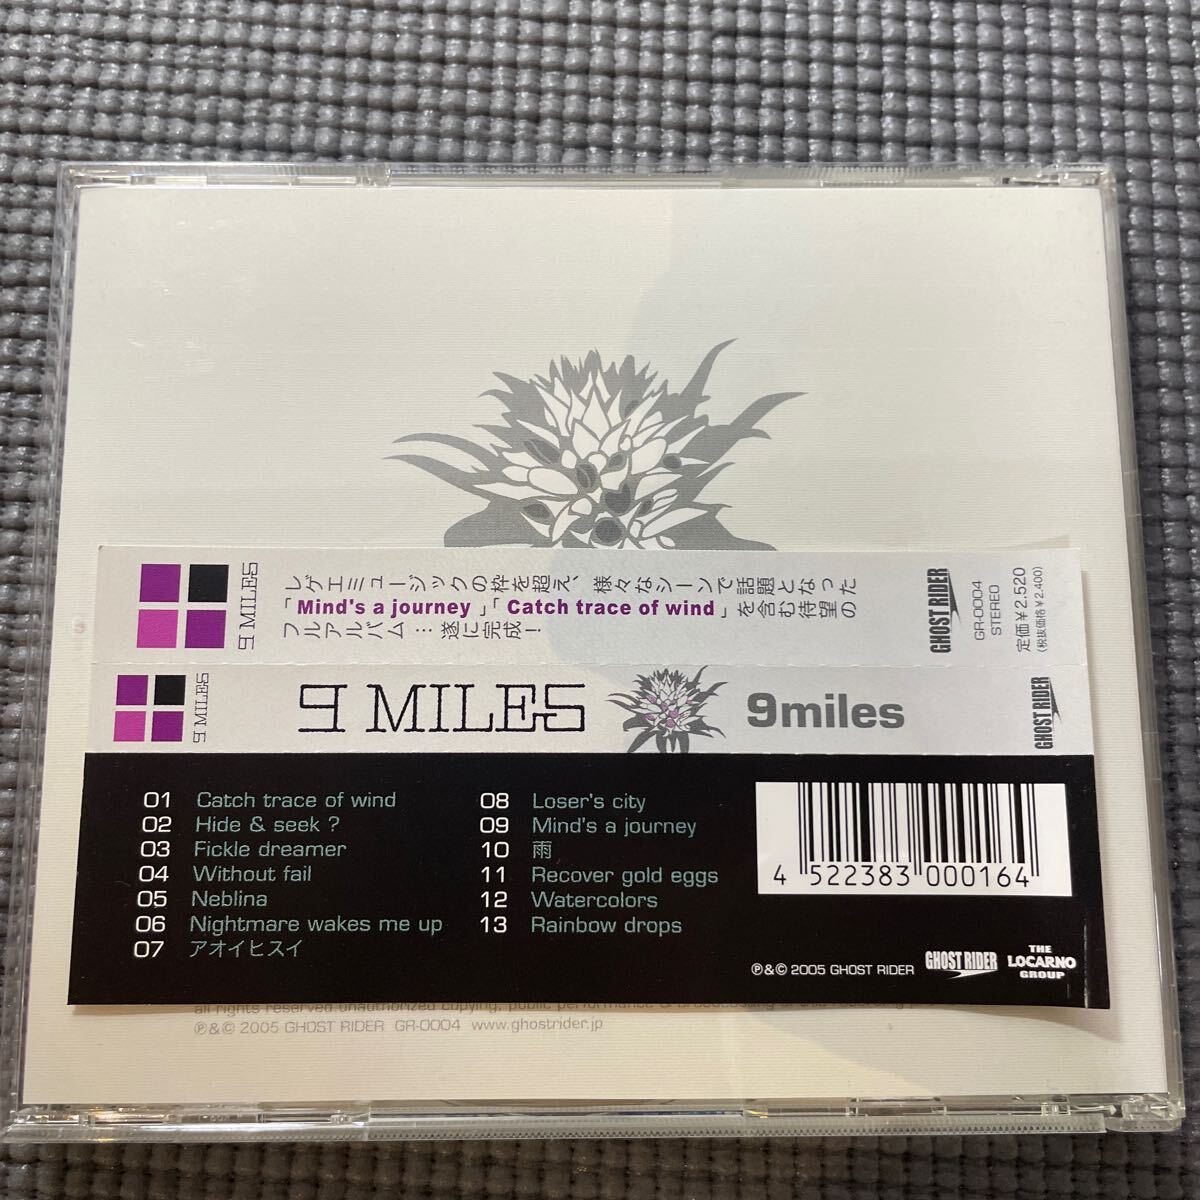 レゲエミュージックの枠を超え、様々なシーンで話題となった
「Mind's a journey」「Catch trace of wind」を含む待望の
フルアルバム…遂に完成!
9 MILES
GHOST RIDER
GR-0004
STEREO
定価¥2,520
(税抜価格¥2,400)
9 MILES
9 MILES
9miles
GHOST RIDER
01 Catch trace of wind
02 Hide & seek ?
03 Fickle dreamer
04 Without fail
05 Neblina
06 Nightmare wakes me up
07 アオイヒスイ
08 Loser's city
09 Mind's a journey
10 雨
11 Recover gold eggs
12 Watercolors
13 Rainbow drops
4 522383 000164
℗&© 2005 GHOST RIDER
GHOST RIDER
THE
LOCARNO
GROUP
all rights reserved unauthorized copying, public performance &
℗&© 2005 GHOST RIDER GR-0004 www.ghostrider.jp